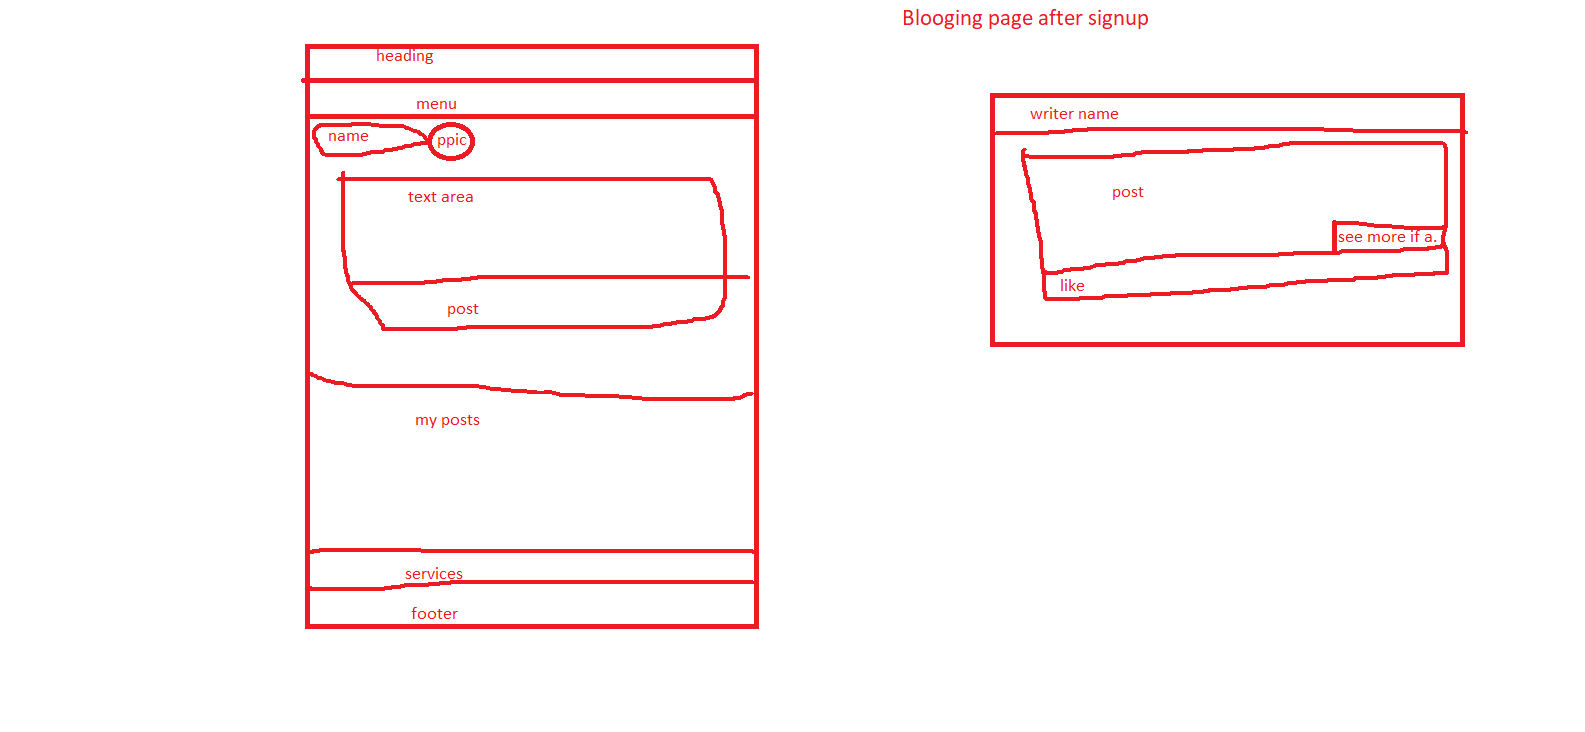 Blooging page after signup
heading
menu
name
ppic
text area
post
my posts
services
footer
writer name
post
see more if a.
like